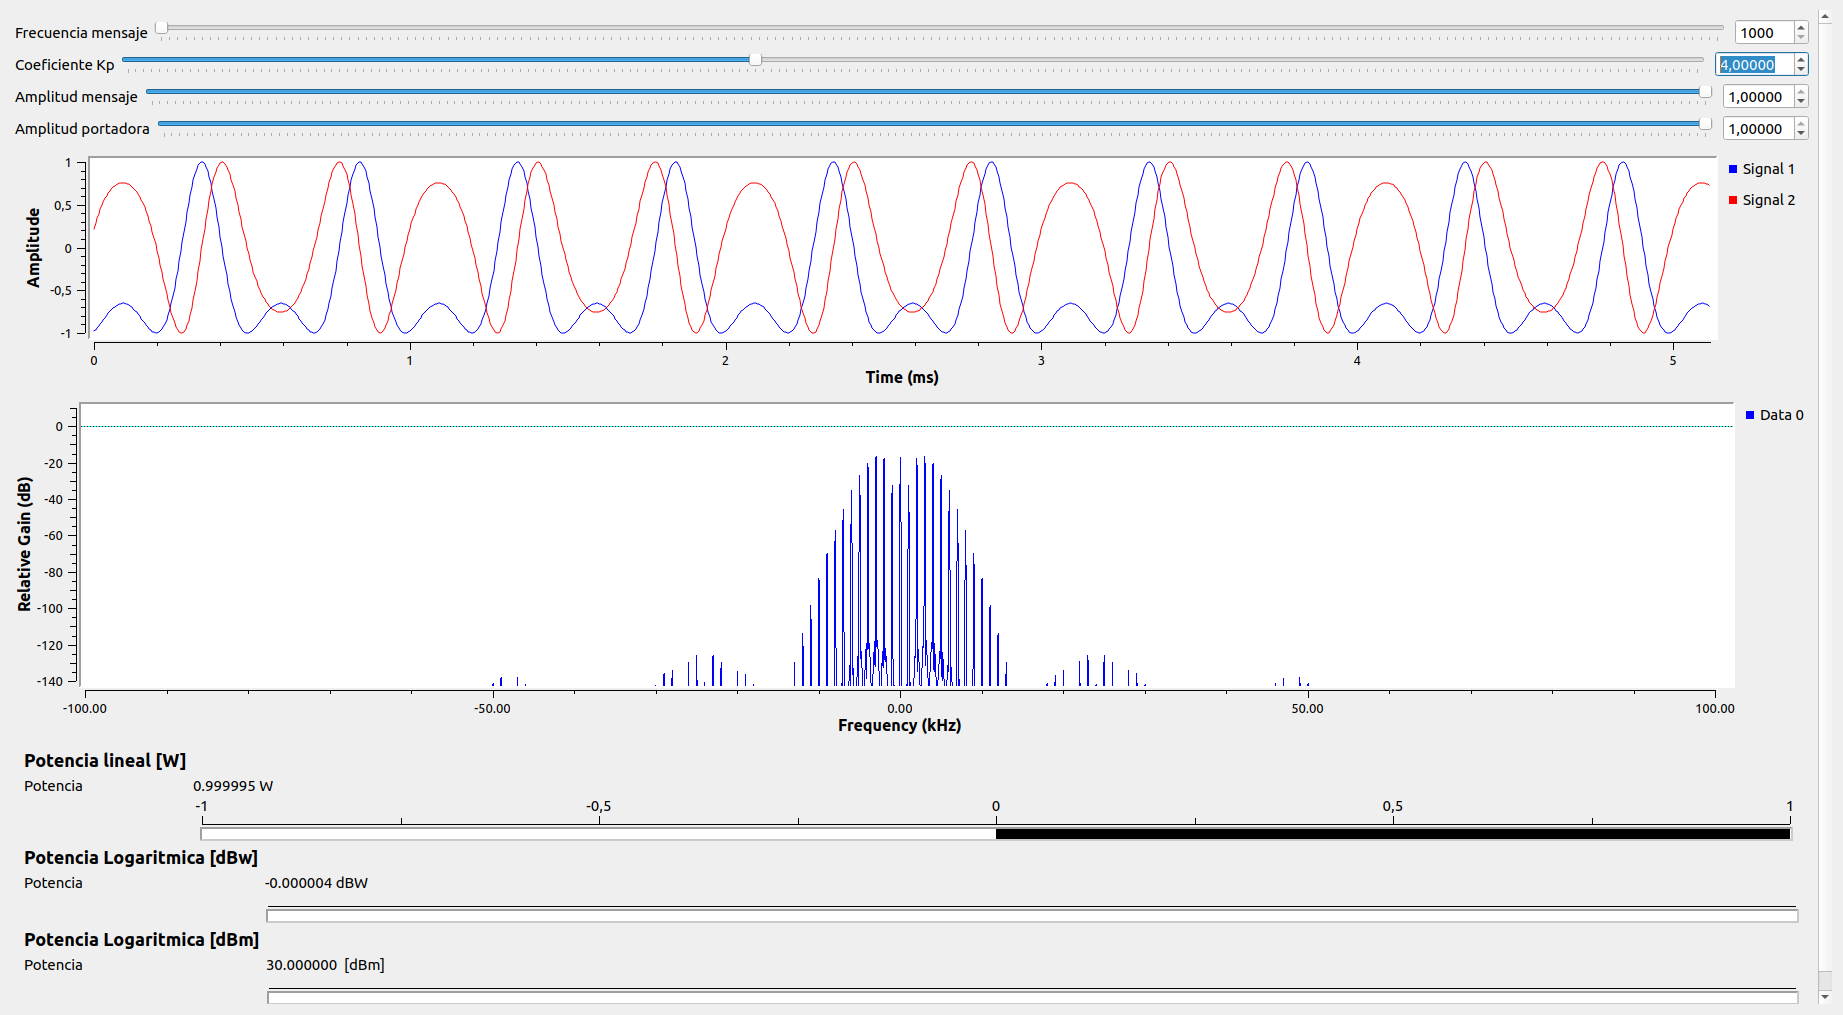 Frecuencia mensaje 1000
Coeficiente Kp 4,00000
Amplitud mensaje 1,00000
Amplitud portadora 1,00000
Signal 1
Signal 2
Amplitude
1
0,5
0
-0,5
-1
0 1 2 3 4 5
Time (ms)
Data 0
Relative Gain (dB)
0
-20
-40
-60
-80
-100
-120
-140
-100.00 -50.00 0.00 50.00 100.00
Frequency (kHz)
Potencia lineal [W]
Potencia 0.999995 W
-1 -0,5 0 0,5 1
Potencia Logaritmica [dBw]
Potencia -0.000004 dBW
Potencia Logaritmica [dBm]
Potencia 30.000000 [dBm]